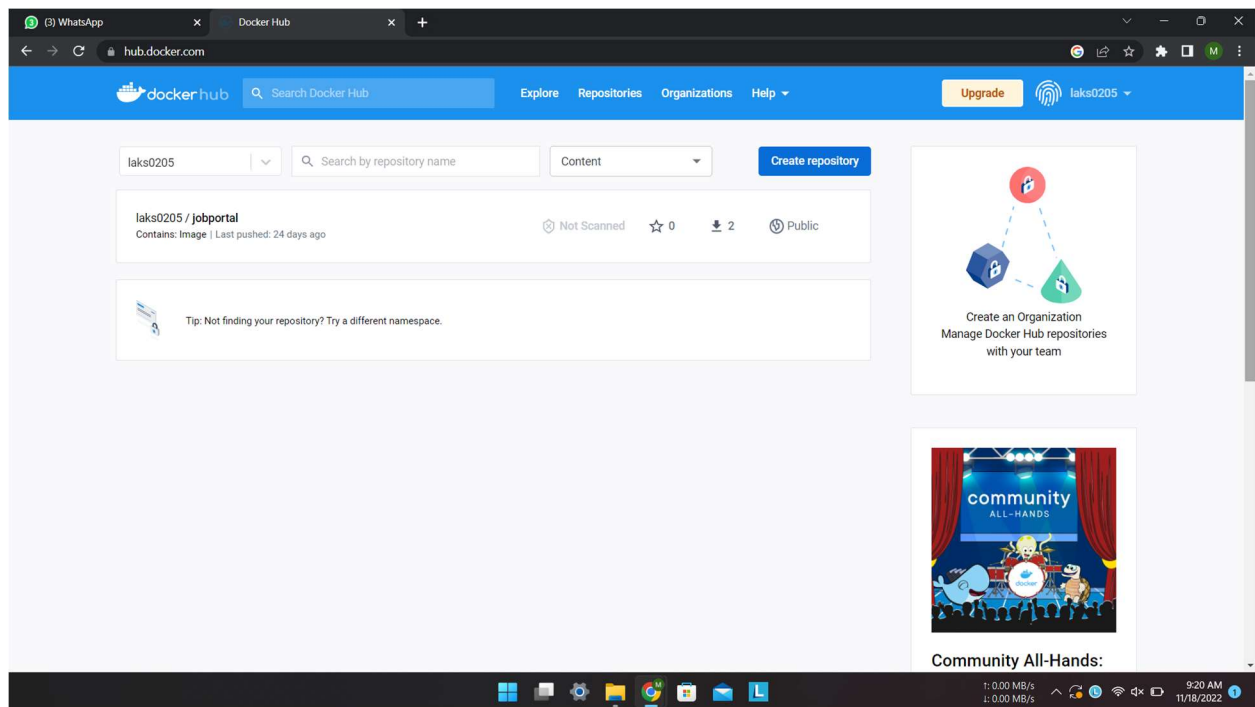 (3) WhatsApp
Docker Hub
hub.docker.com
M
dockerhub
Search Docker Hub
Explore Repositories Organizations Help
Upgrade
laks0205
laks0205
Search by repository name
Content
Create repository
laks0205 / jobportal
Contains: Image | Last pushed: 24 days ago
Not Scanned
0
2
Public
Tip: Not finding your repository? Try a different namespace.
Create an Organization
Manage Docker Hub repositories
with your team
community
ALL-HANDS
docker
Community All-Hands:
L
↑: 0.00 MB/s
↓: 0.00 MB/s
9:20 AM
11/18/2022
1